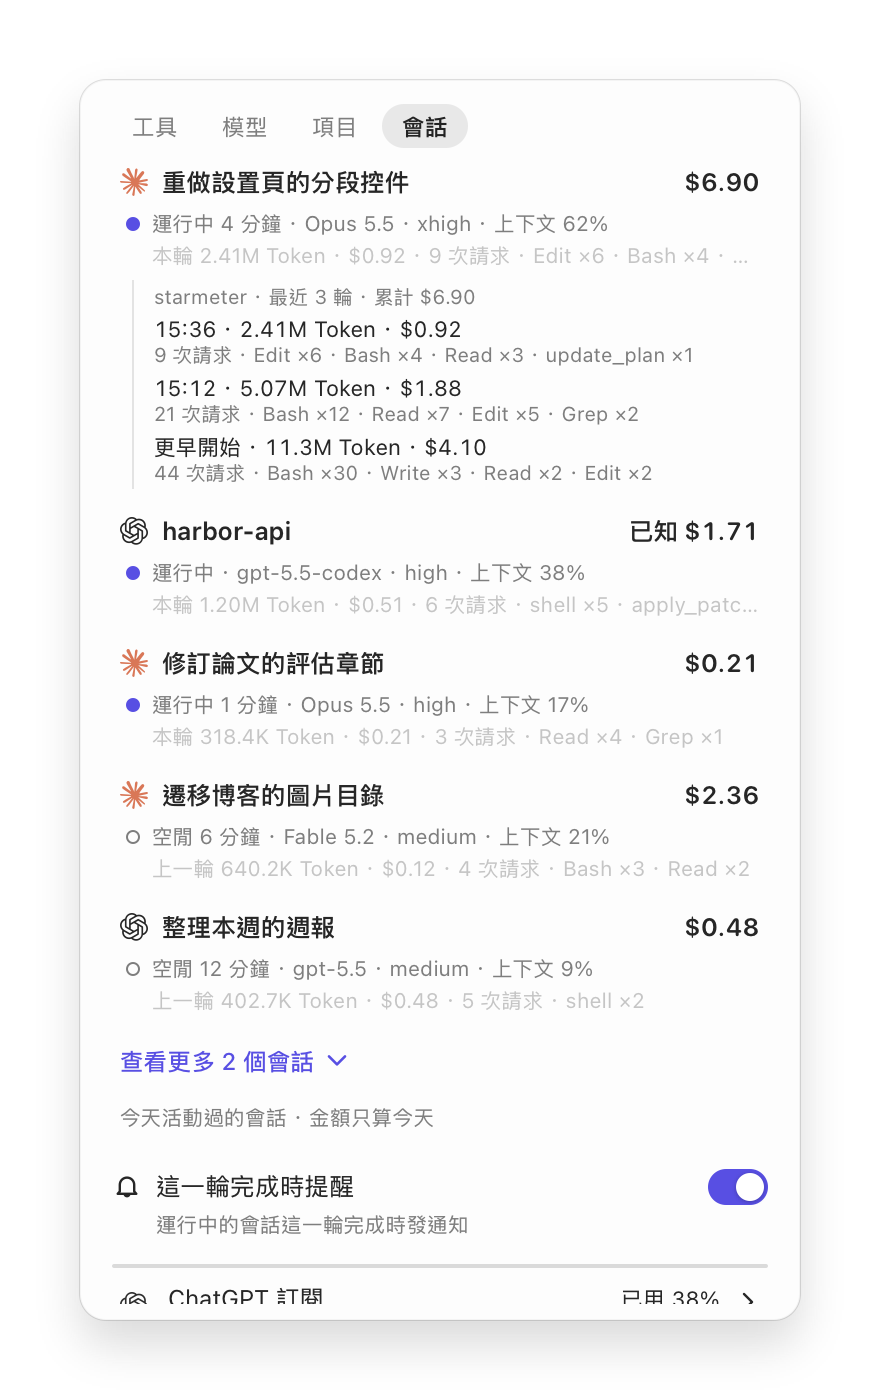 工具 模型 項目 會話
重做設置頁的分段控件 $6.90
運行中 4 分鐘 · Opus 5.5 · xhigh · 上下文 62%
本輪 2.41M Token · $0.92 · 9 次請求 · Edit ×6 · Bash ×4 · ...
starmeter · 最近 3 輪 · 累計 $6.90
15:36 · 2.41M Token · $0.92
9 次請求 · Edit ×6 · Bash ×4 · Read ×3 · update_plan ×1
15:12 · 5.07M Token · $1.88
21 次請求 · Bash ×12 · Read ×7 · Edit ×5 · Grep ×2
更早開始 · 11.3M Token · $4.10
44 次請求 · Bash ×30 · Write ×3 · Read ×2 · Edit ×2
harbor-api 已知 $1.71
運行中 · gpt-5.5-codex · high · 上下文 38%
本輪 1.20M Token · $0.51 · 6 次請求 · shell ×5 · apply_patc...
修訂論文的評估章節 $0.21
運行中 1 分鐘 · Opus 5.5 · high · 上下文 17%
本輪 318.4K Token · $0.21 · 3 次請求 · Read ×4 · Grep ×1
遷移博客的圖片目錄 $2.36
空閒 6 分鐘 · Fable 5.2 · medium · 上下文 21%
上一輪 640.2K Token · $0.12 · 4 次請求 · Bash ×3 · Read ×2
整理本週的週報 $0.48
空閒 12 分鐘 · gpt-5.5 · medium · 上下文 9%
上一輪 402.7K Token · $0.48 · 5 次請求 · shell ×2
查看更多 2 個會話
今天活動過的會話 · 金額只算今天
這一輪完成時提醒
運行中的會話這一輪完成時發通知
ChatGPT 訂閱 已用 38%